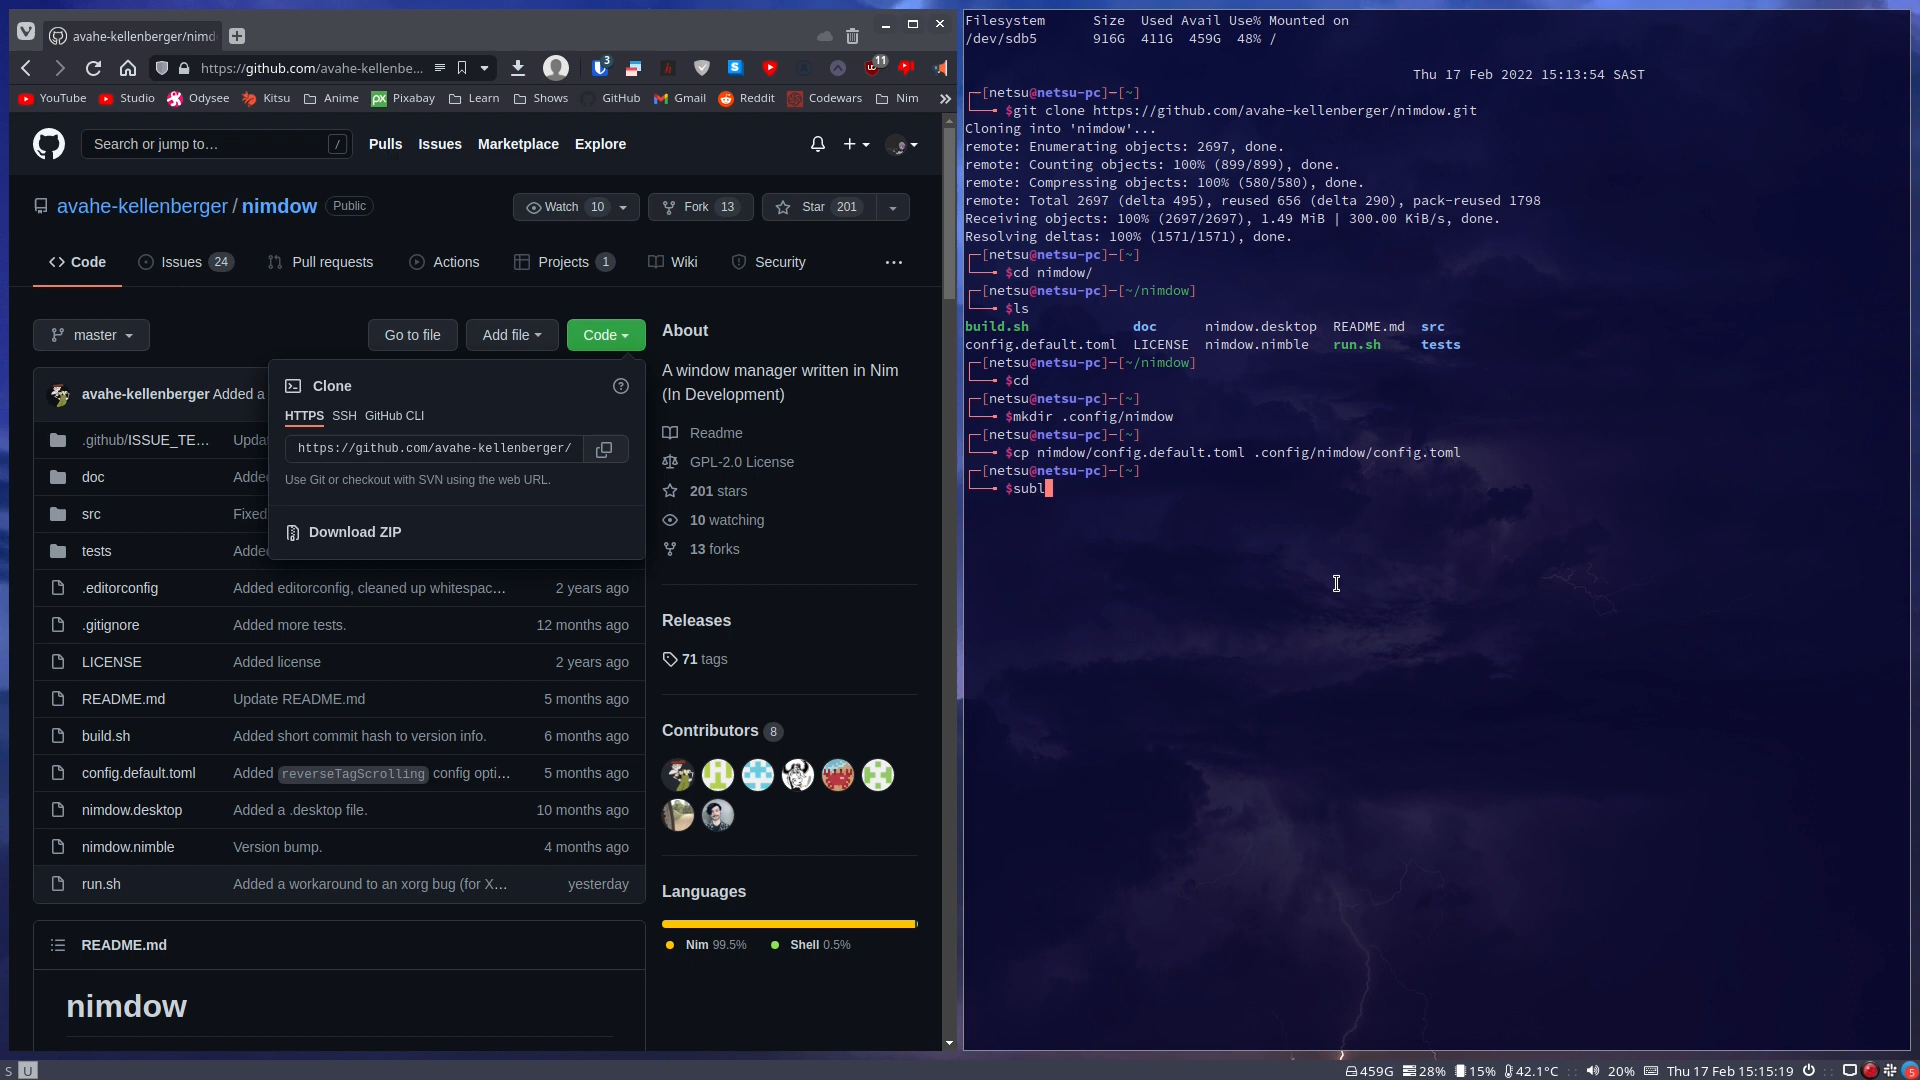 avahe-kellenberger/nimd
https://github.com/avahe-kellenbe...
3
11
YouTube Studio Odysee Kitsu Anime Pixabay Learn Shows GitHub Gmail Reddit Codewars Nim »
Search or jump to… /
Pulls Issues Marketplace Explore
avahe-kellenberger / nimdow Public
Watch 10 Fork 13 Star 201
<> Code Issues 24 Pull requests Actions Projects 1 Wiki Security ...
master Go to file Add file Code
Clone
HTTPS SSH GitHub CLI
https://github.com/avahe-kellenberger/
Use Git or checkout with SVN using the web URL.
Download ZIP
avahe-kellenberger Added a
.github/ISSUE_TE… Upda
doc Adde
src Fixed
tests Adde
.editorconfig Added editorconfig, cleaned up whitespac… 2 years ago
.gitignore Added more tests. 12 months ago
LICENSE Added license 2 years ago
README.md Update README.md 5 months ago
build.sh Added short commit hash to version info. 6 months ago
config.default.toml Added reverseTagScrolling config opti… 5 months ago
nimdow.desktop Added a .desktop file. 10 months ago
nimdow.nimble Version bump. 4 months ago
run.sh Added a workaround to an xorg bug (for X… yesterday
README.md
nimdow
About
A window manager written in Nim
(In Development)
Readme
GPL-2.0 License
201 stars
10 watching
13 forks
Releases
71 tags
Contributors 8
Languages
Nim 99.5% Shell 0.5%
Filesystem Size Used Avail Use% Mounted on
/dev/sdb5 916G 411G 459G 48% /
Thu 17 Feb 2022 15:13:54 SAST
[netsu@netsu-pc]─[~]
$git clone https://github.com/avahe-kellenberger/nimdow.git
Cloning into 'nimdow'...
remote: Enumerating objects: 2697, done.
remote: Counting objects: 100% (899/899), done.
remote: Compressing objects: 100% (580/580), done.
remote: Total 2697 (delta 495), reused 656 (delta 290), pack-reused 1798
Receiving objects: 100% (2697/2697), 1.49 MiB | 300.00 KiB/s, done.
Resolving deltas: 100% (1571/1571), done.
[netsu@netsu-pc]─[~]
$cd nimdow/
[netsu@netsu-pc]─[~/nimdow]
$ls
build.sh doc nimdow.desktop README.md src
config.default.toml LICENSE nimdow.nimble run.sh tests
[netsu@netsu-pc]─[~/nimdow]
$cd
[netsu@netsu-pc]─[~]
$mkdir .config/nimdow
[netsu@netsu-pc]─[~]
$cp nimdow/config.default.toml .config/nimdow/config.toml
[netsu@netsu-pc]─[~]
$subl
S U
459G 28% 15% 42.1°C :: 20% Thu 17 Feb 15:15:19 :: 5